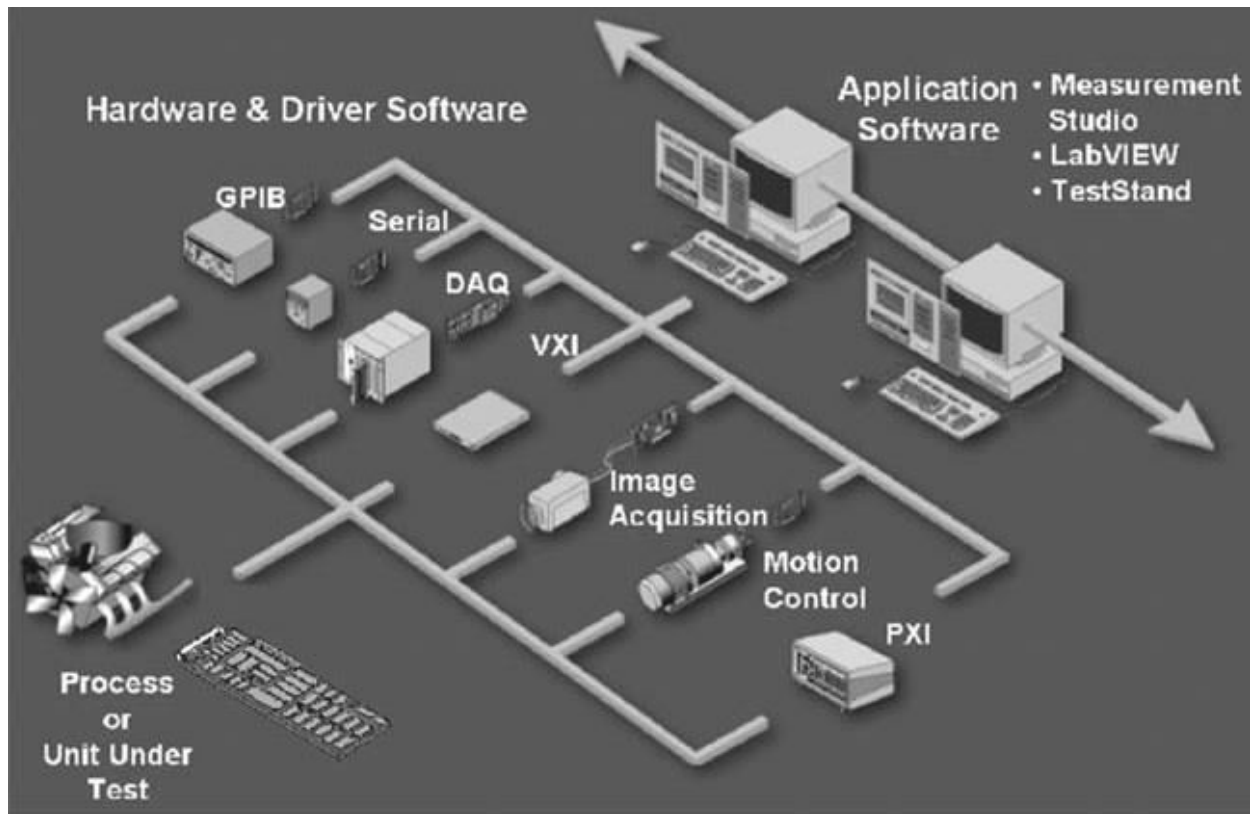 Hardware & Driver Software
Application
Software
• Measurement
Studio
• LabVIEW
• TestStand
GPIB
Serial
DAQ
VXI
Image
Acquisition
Motion
Control
PXI
Process
or
Unit Under
Test